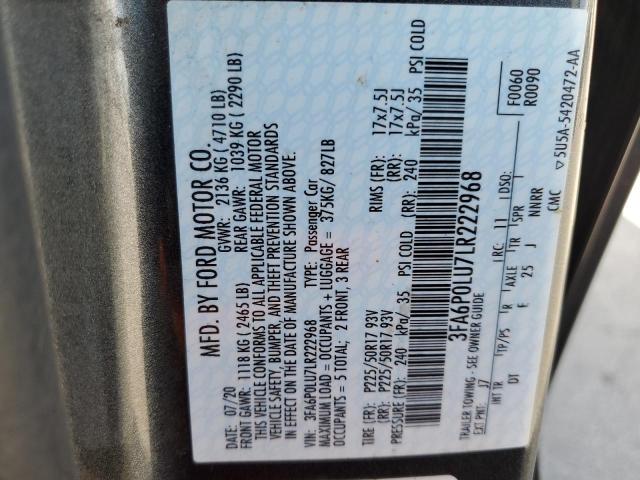 MFD. BY FORD MOTOR CO.
DATE: 07/20 GVWR: 2136 KG ( 4710 LB)
FRONT GAWR: 1118 KG ( 2465 LB) REAR GAWR: 1039 KG ( 2290 LB)
THIS VEHICLE CONFORMS TO ALL APPLICABLE FEDERAL MOTOR
VEHICLE SAFETY, BUMPER, AND THEFT PREVENTION STANDARDS
IN EFFECT ON THE DATE OF MANUFACTURE SHOWN ABOVE.
VIN: 3FA6P0LU7LR222968 TYPE: Passenger Car
MAXIMUM LOAD = OCCUPANTS + LUGGAGE = 375KG/ 827LB
OCCUPANTS = 5 TOTAL; 2 FRONT, 3 REAR
TIRE (FR): P225/50R17 93V RIMS (FR): 17x7.5J
(RR): P225/50R17 93V (RR): 17x7.5J
(FR): 240 kPa/ 35 PSI COLD (RR): 240 kPa/ 35 PSI COLD
3FA6P0LU7LR222968
TRAILER TOWING - SEE OWNER GUIDE F0060
R0090
EXT PNT: J7 RC: 11 DSO:
INT TR TP/PS R AXLE TR SPR
DT E 25 J NNRR
CMC ▽5U5A-5420472-AA